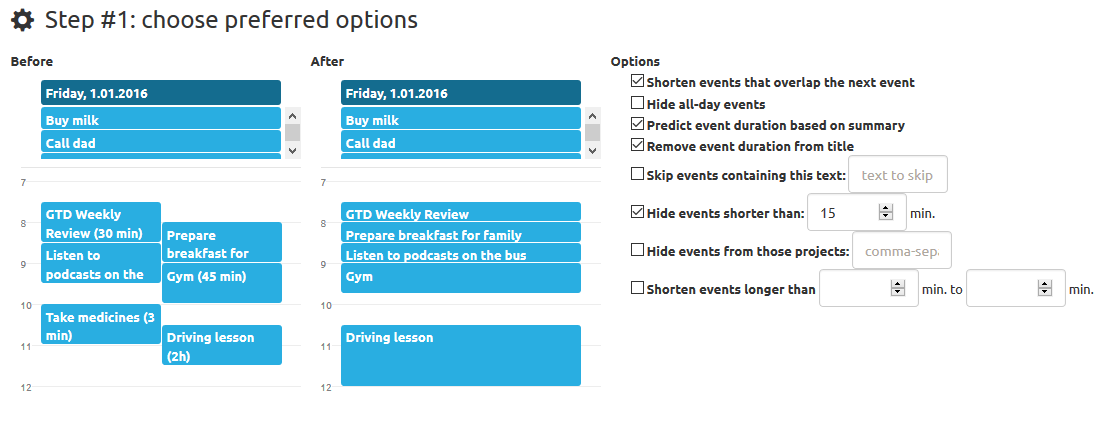 Step #1: choose preferred options
Before
Friday, 1.01.2016
Buy milk
Call dad
7
8
9
10
11
12
GTD Weekly
Review (30 min)
Prepare
breakfast for
Listen to
podcasts on the
Gym (45 min)
Take medicines (3
min)
Driving lesson
(2h)
After
Friday, 1.01.2016
Buy milk
Call dad
7
8
9
10
11
12
GTD Weekly Review
Prepare breakfast for family
Listen to podcasts on the bus
Gym
Driving lesson
Options
Shorten events that overlap the next event
Hide all-day events
Predict event duration based on summary
Remove event duration from title
Skip events containing this text: text to skip
Hide events shorter than: 15 min.
Hide events from those projects: comma-sep.
Shorten events longer than min. to min.